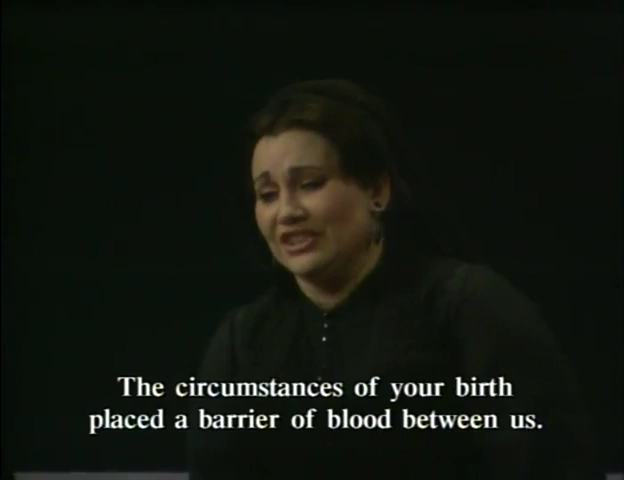 The circumstances of your birth
placed a barrier of blood between us.